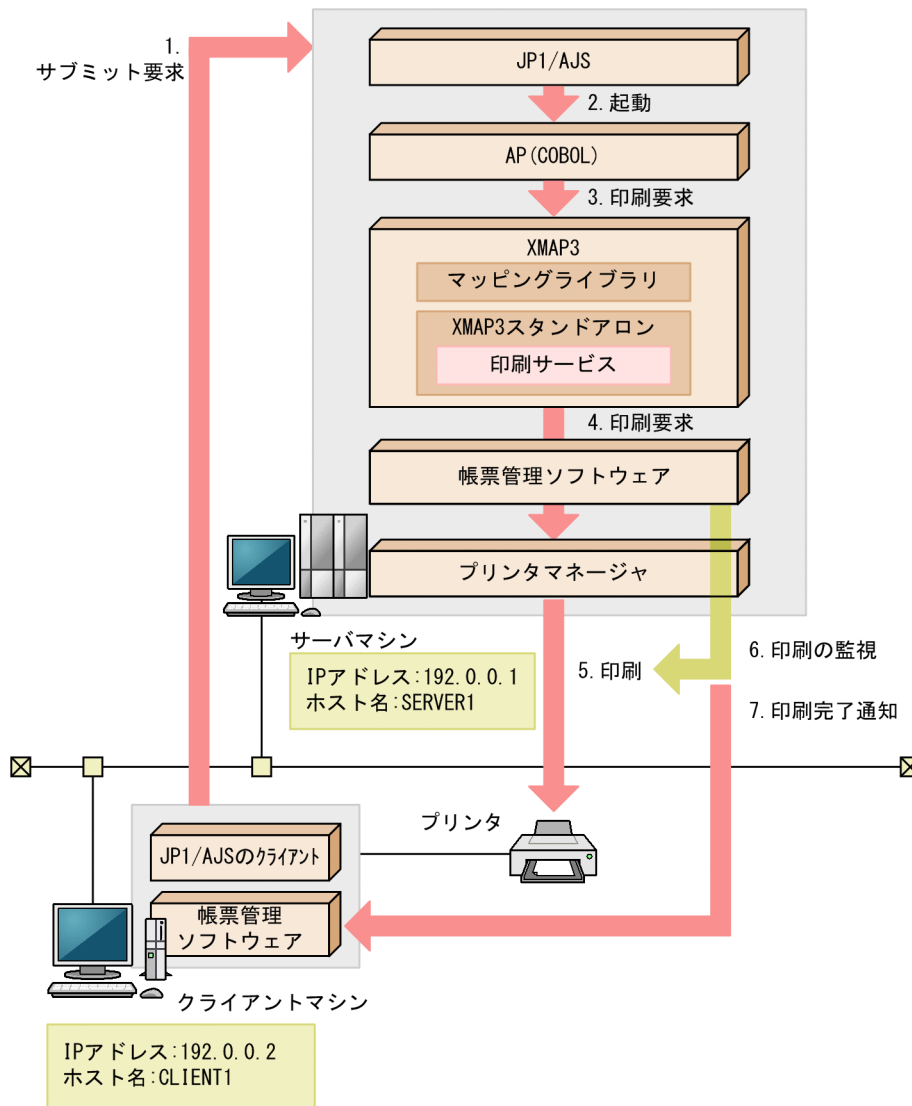 1.
サブミット要求
JP1/AJS
2.起動
AP(COBOL)
3.印刷要求
XMAP3
マッピングライブラリ
XMAP3スタンドアロン
印刷サービス
4.印刷要求
帳票管理ソフトウェア
プリンタマネージャ
サーバマシン
IPアドレス:192.0.0.1
ホスト名:SERVER1
5.印刷
6.印刷の監視
7.印刷完了通知
プリンタ
JP1/AJSのクライアント
帳票管理
ソフトウェア
クライアントマシン
IPアドレス:192.0.0.2
ホスト名:CLIENT1